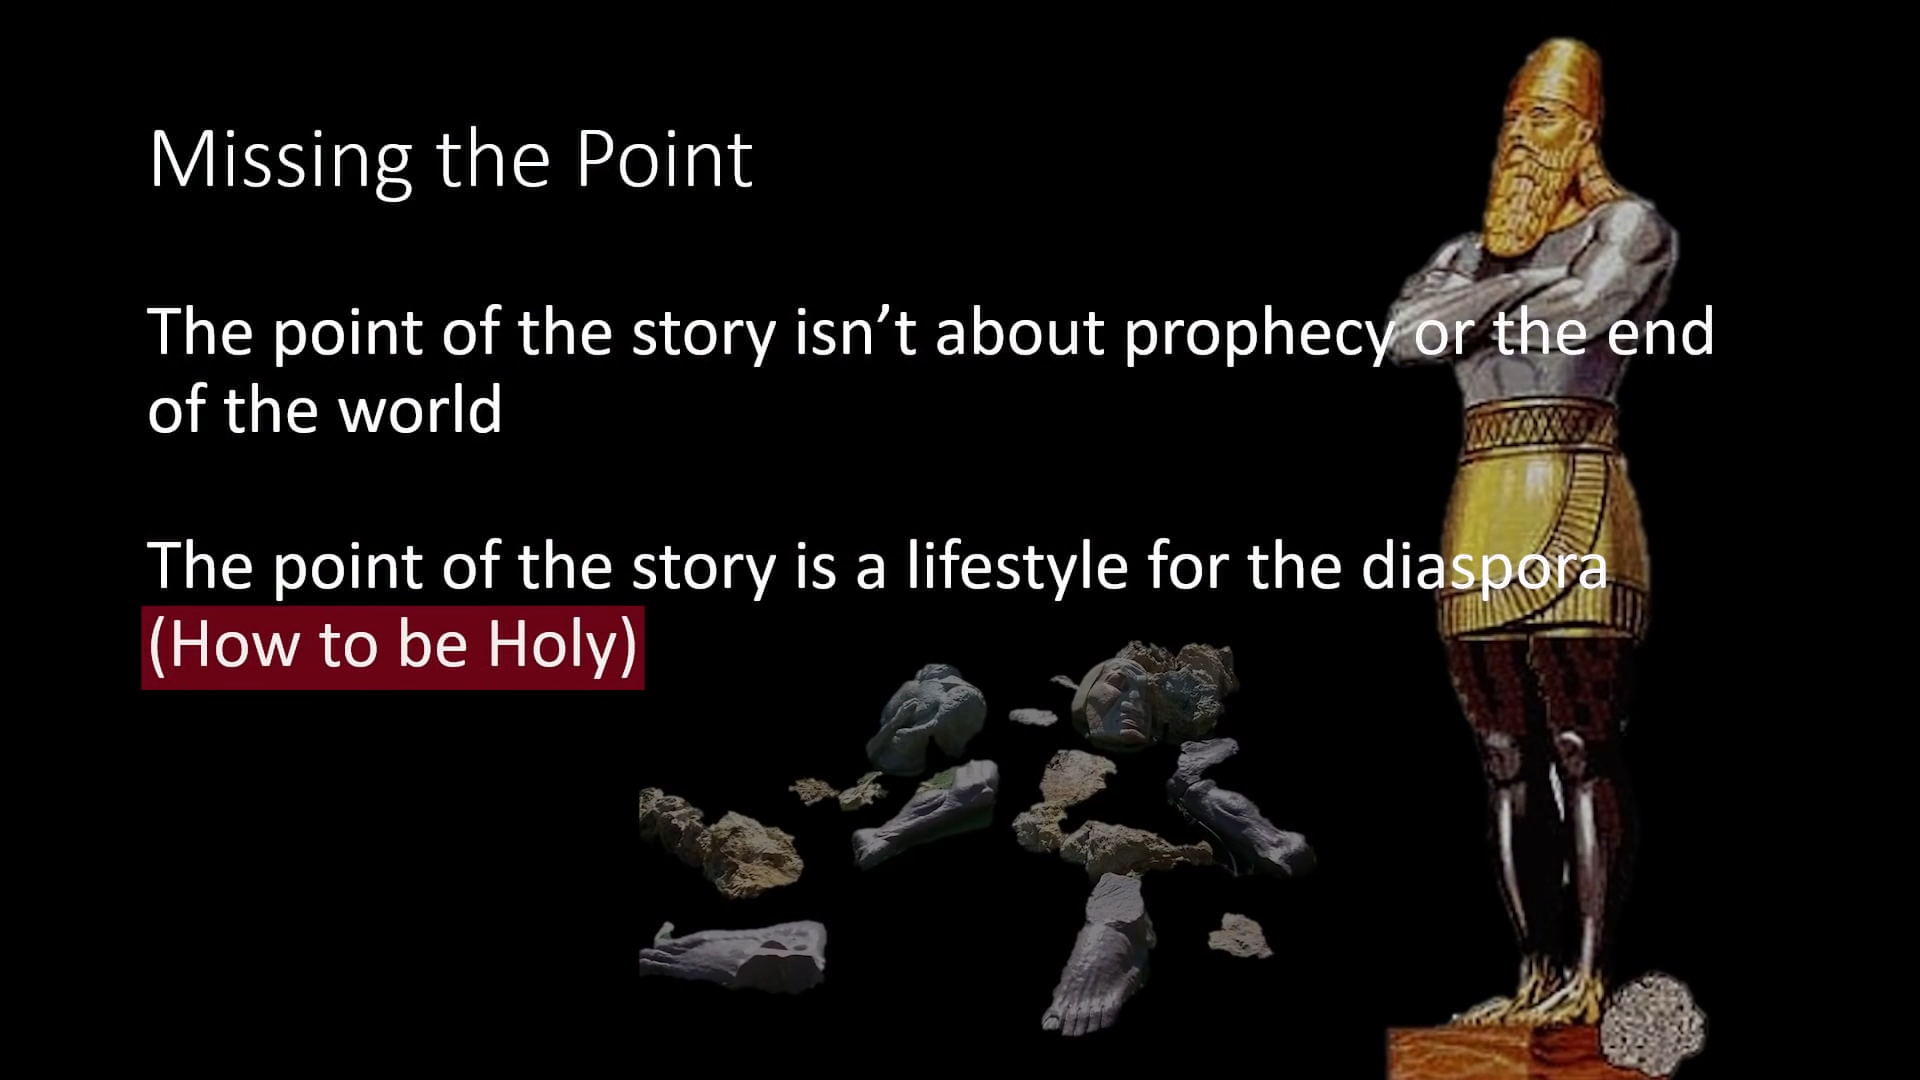 Missing the Point
The point of the story isn’t about prophecy or the end
of the world
The point of the story is a lifestyle for the diaspora
(How to be Holy)